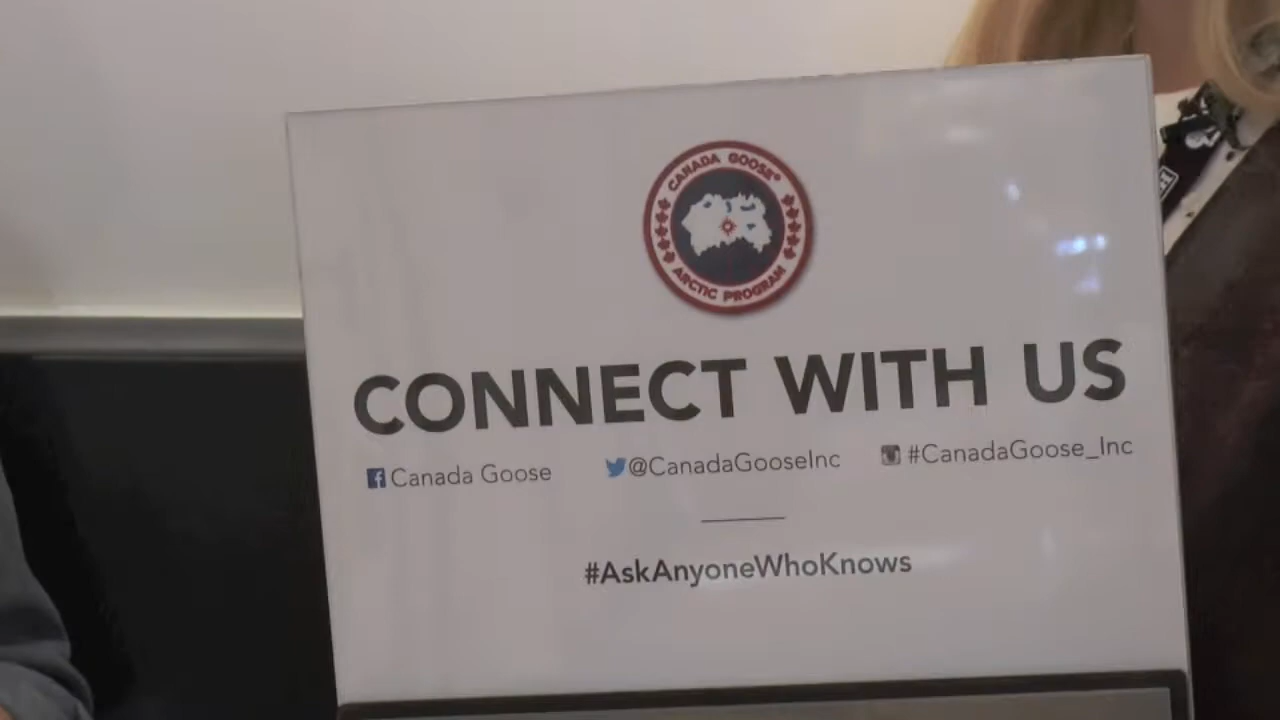 CANADA GOOSE®
ARCTIC PROGRAM
CONNECT WITH US
Canada Goose @CanadaGooseInc #CanadaGoose_Inc
#AskAnyoneWhoKnows